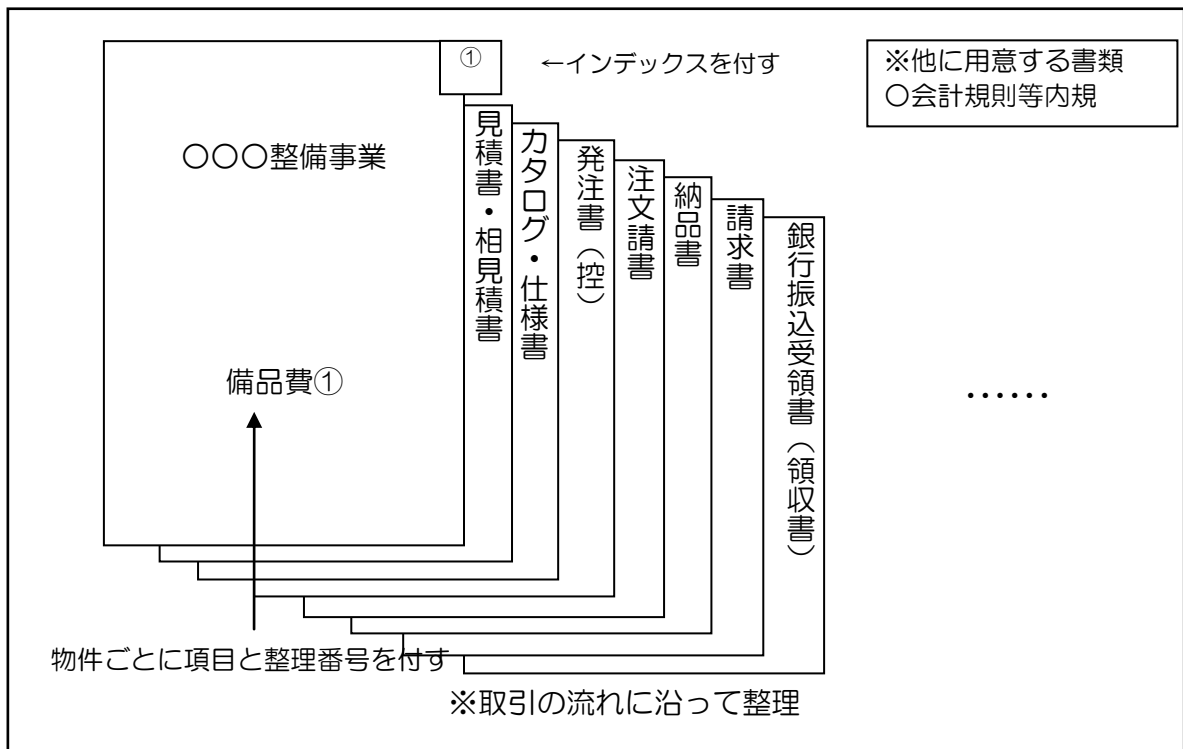 ①
←インデックスを付す
※他に用意する書類
〇会計規則等内規
〇〇〇整備事業
見積書・相見積書
カタログ・仕様書
発注書（控）
注文請書
納品書
請求書
銀行振込受領書（領収書）
備品費①
……
物件ごとに項目と整理番号を付す
※取引の流れに沿って整理